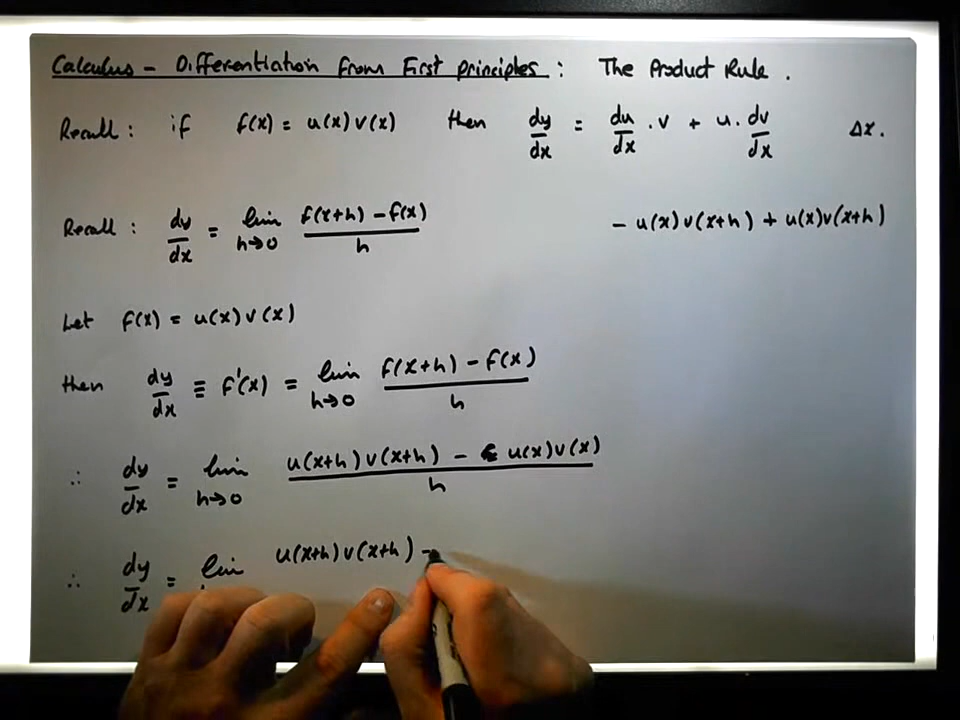 Calculus - Differentiation from First principles : The Product Rule .
Recall : if f(x) = u(x) v(x) then dy/dx = du/dx . v + u . dv/dx Δx .
Recall : dy/dx = lim h→0 f(x+h) - f(x) / h - u(x) v(x+h) + u(x)v(x+h)
Let f(x) = u(x) v(x)
then dy/dx ≡ f'(x) = lim h→0 f(x+h) - f(x) / h
∴ dy/dx = lim h→0 u(x+h) v(x+h) - u(x)v(x) / h
∴ dy/dx = lim u(x+h) v(x+h) -